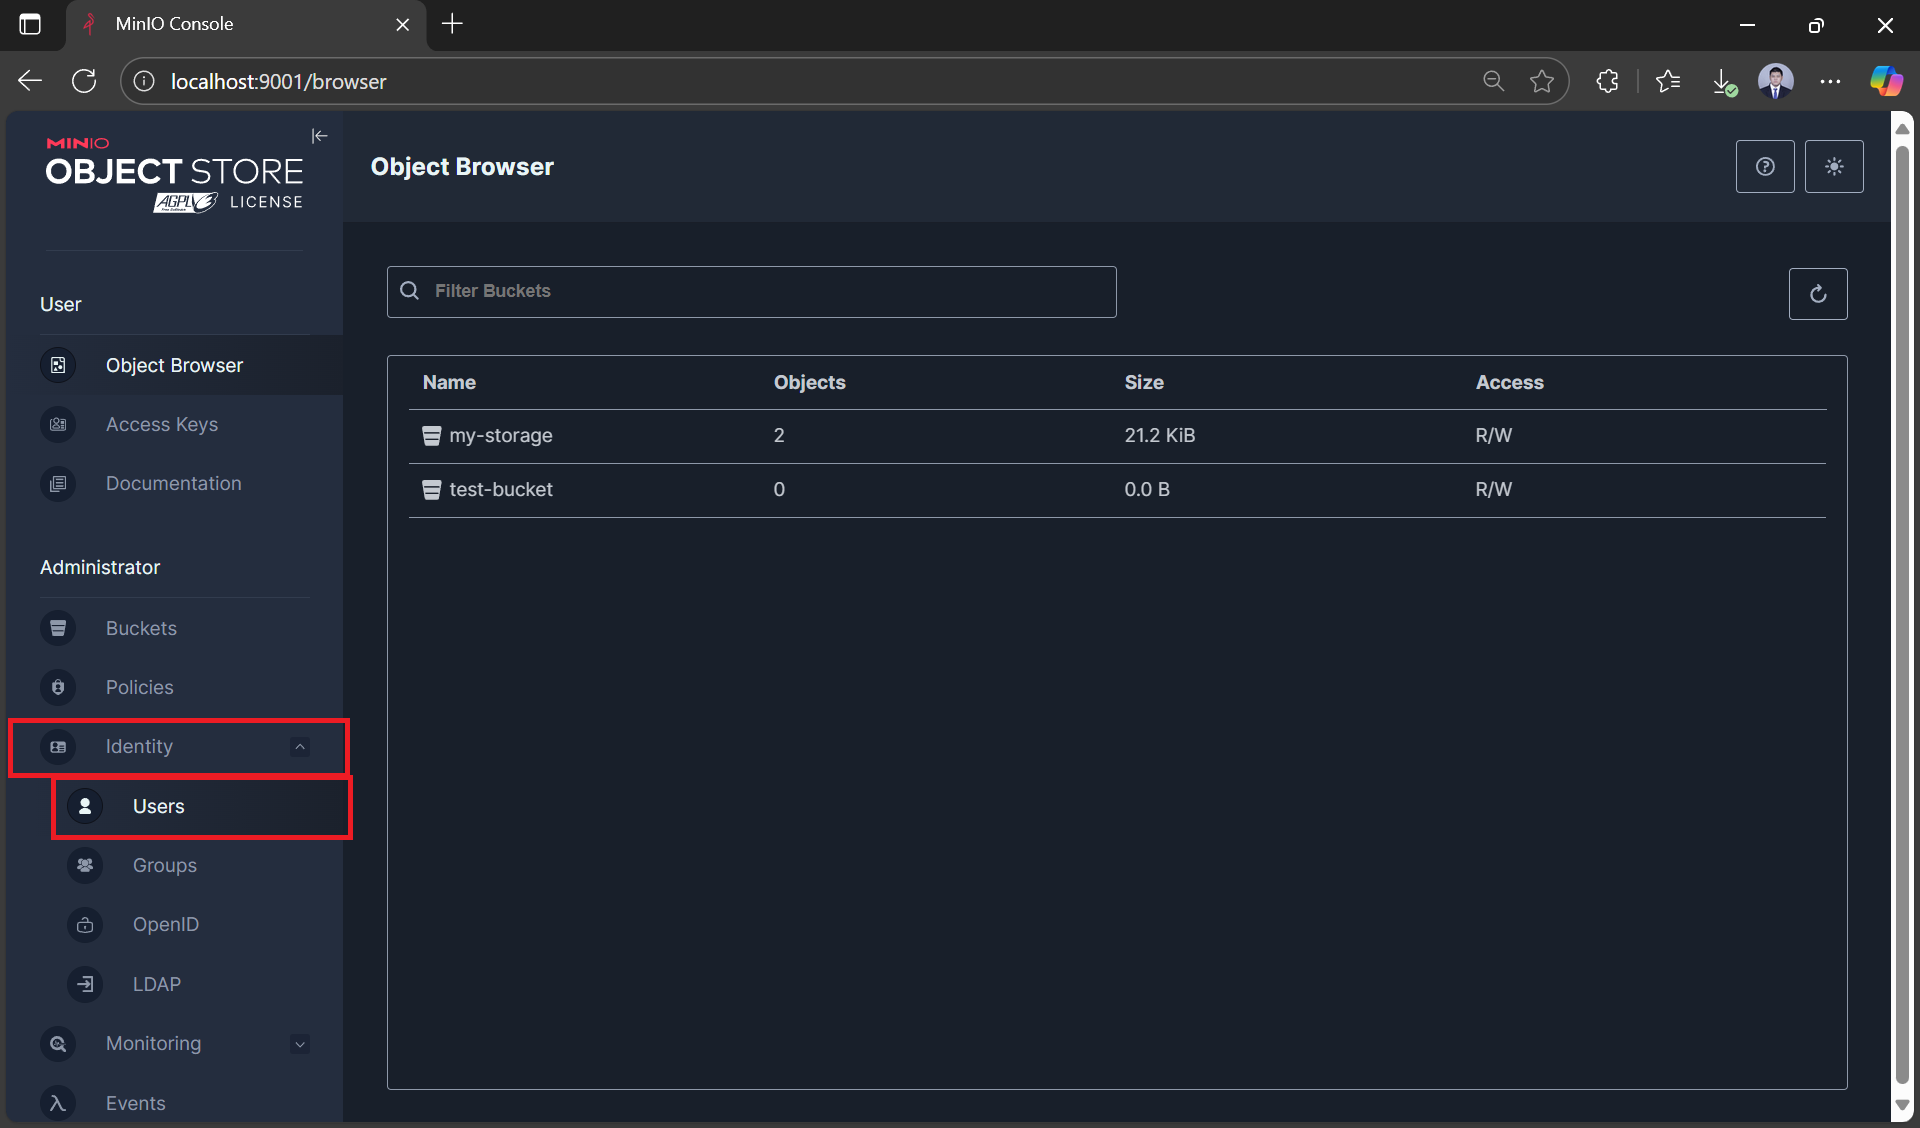 MinIO Console
localhost:9001/browser
MINIO
OBJECT STORE
AGPLv3 LICENSE
Free Software
Object Browser
User
Object Browser
Access Keys
Documentation
Administrator
Buckets
Policies
Identity
Users
Groups
OpenID
LDAP
Monitoring
Events
Filter Buckets
Name Objects Size Access
my-storage 2 21.2 KiB R/W
test-bucket 0 0.0 B R/W